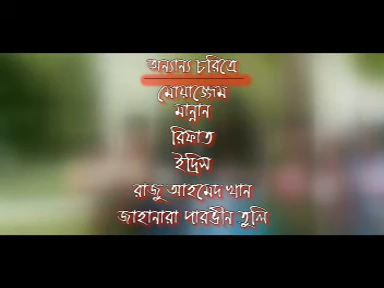 অন্যান্য চরিত্রে
মোয়াজ্জেম
মান্নান
রিফাত
ইদ্রিস
রাজু আহমেদ খান
জাহানারা পারভীন তুলি